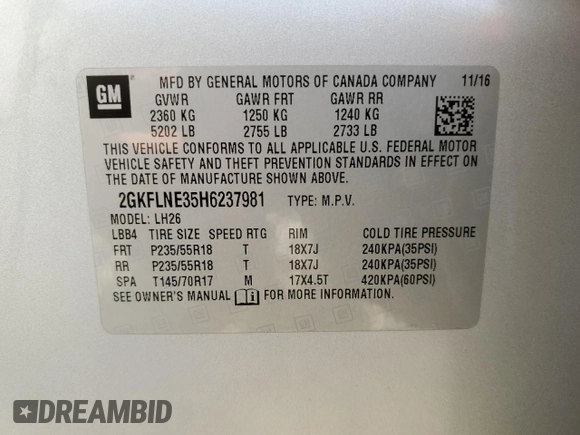 GM
MFD BY GENERAL MOTORS OF CANADA COMPANY 11/16
GVWR GAWR FRT GAWR RR
2360 KG 1250 KG 1240 KG
5202 LB 2755 LB 2733 LB
THIS VEHICLE CONFORMS TO ALL APPLICABLE U.S. FEDERAL MOTOR
VEHICLE SAFETY AND THEFT PREVENTION STANDARDS IN EFFECT ON
THE DATE OF MANUFACTURE SHOWN ABOVE.
2GKFLNE35H6237981 TYPE: M.P.V.
MODEL: LH26
LBB4 TIRE SIZE SPEED RTG RIM COLD TIRE PRESSURE
FRT P235/55R18 T 18X7J 240KPA(35PSI)
RR P235/55R18 T 18X7J 240KPA(35PSI)
SPA T145/70R17 M 17X4.5T 420KPA(60PSI)
SEE OWNER'S MANUAL FOR MORE INFORMATION.
DREAMBID